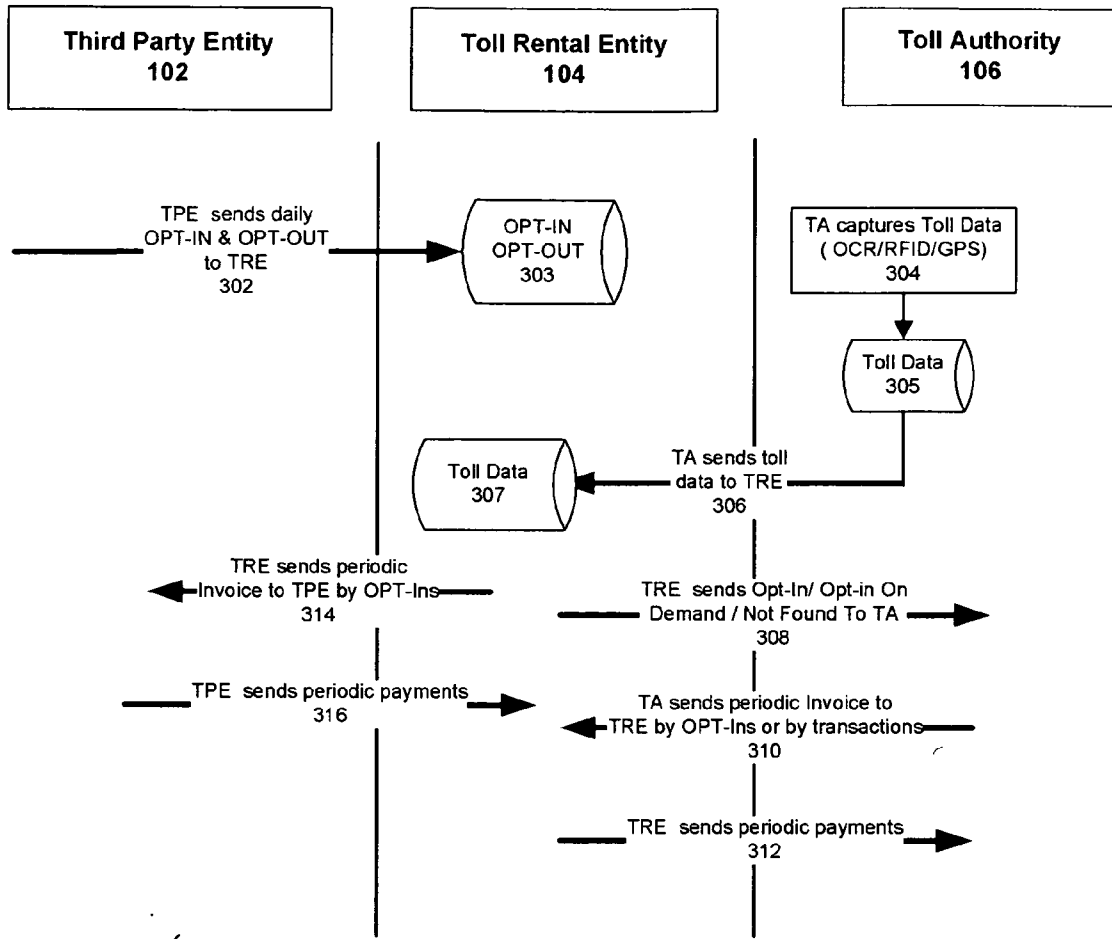 Third Party Entity
102
Toll Rental Entity
104
Toll Authority
106
TPE sends daily
OPT-IN & OPT-OUT
to TRE
302
OPT-IN
OPT-OUT
303
TA captures Toll Data
( OCR/RFID/GPS)
304
Toll Data
305
Toll Data
307
TA sends toll
data to TRE
306
TRE sends periodic
Invoice to TPE by OPT-Ins
314
TRE sends Opt-In/ Opt-in On
Demand / Not Found To TA
308
TPE sends periodic payments
316
TA sends periodic Invoice to
TRE by OPT-Ins or by transactions
310
TRE sends periodic payments
312